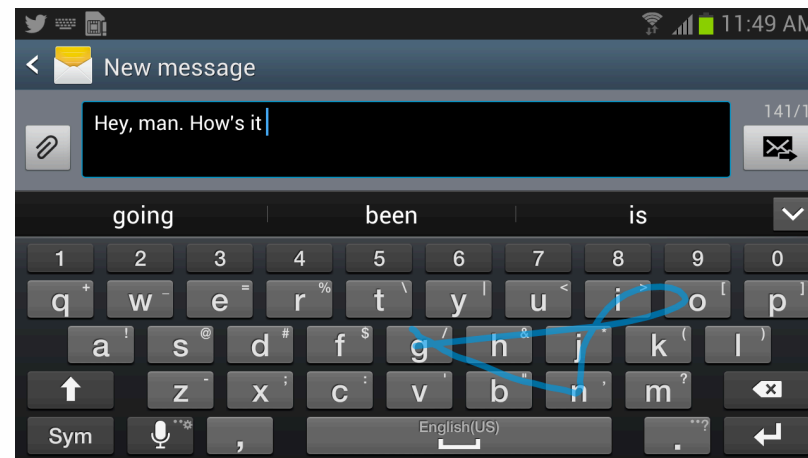 11:49 AM
New message
141/1
Hey, man. How's it
going been is
1 2 3 4 5 6 7 8 9 0
q + w - e = r % t \ y | u < i > o [ p ]
a ! s @ d # f $ g / h & j * k ( l )
z - x ; c : v ' b " n , m ?
Sym , English(US) . ?